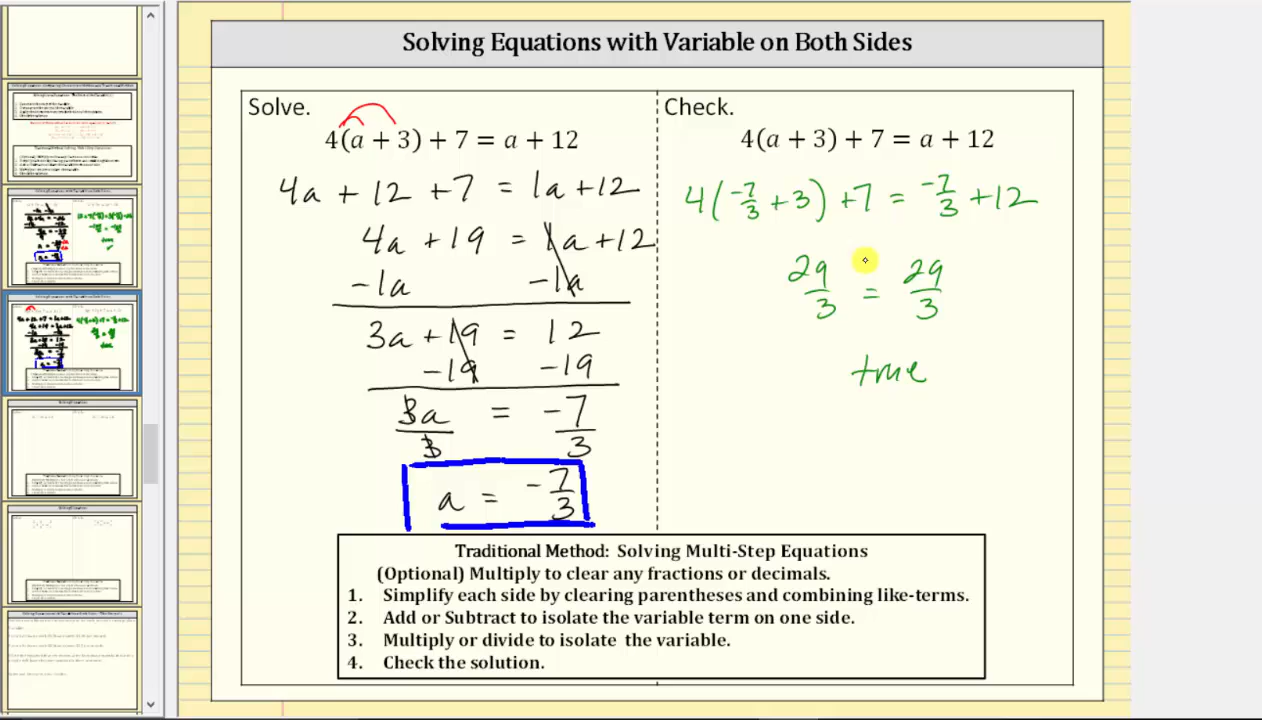 Solving Equations with Variable on Both Sides
Solve.
4(a + 3) + 7 = a + 12
4a + 12 + 7 = 1a + 12
4a + 19 = 1a + 12
-1a -1a
3a + 19 = 12
-19 -19
3a/3 = -7/3
a = -7/3
Check.
4(a + 3) + 7 = a + 12
4(-7/3 + 3) + 7 = -7/3 + 12
29/3 = 29/3
true
Traditional Method: Solving Multi-Step Equations
(Optional) Multiply to clear any fractions or decimals.
1. Simplify each side by clearing parentheses and combining like-terms.
2. Add or Subtract to isolate the variable term on one side.
3. Multiply or divide to isolate the variable.
4. Check the solution.